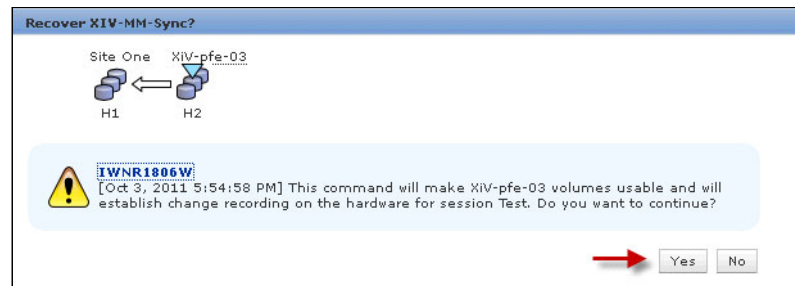 Recover XIV-MM-Sync?
Site One XiV-pfe-03
H1 H2
IWNR1806W
[Oct 3, 2011 5:54:58 PM] This command will make XiV-pfe-03 volumes usable and will
establish change recording on the hardware for session Test. Do you want to continue?
Yes No